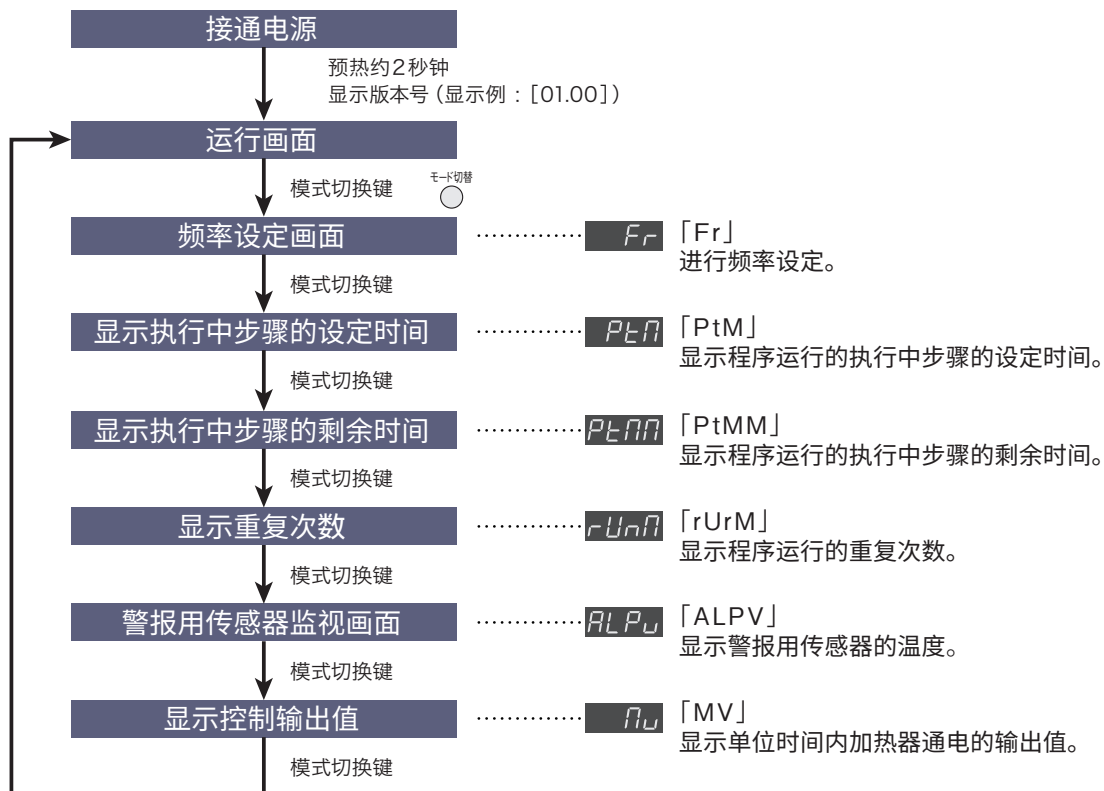 接通电源
预热约2秒钟
显示版本号（显示例：[01.00]）
运行画面
模式切换键 モード切替
频率设定画面 Fr 「Fr」
进行频率设定。
模式切换键
显示执行中步骤的设定时间 PtM 「PtM」
显示程序运行的执行中步骤的设定时间。
模式切换键
显示执行中步骤的剩余时间 PtMM 「PtMM」
显示程序运行的执行中步骤的剩余时间。
模式切换键
显示重复次数 rUnM 「rUrM」
显示程序运行的重复次数。
模式切换键
警报用传感器监视画面 ALPv 「ALPV」
显示警报用传感器的温度。
模式切换键
显示控制输出值 Mv 「MV」
显示单位时间内加热器通电的输出值。
模式切换键